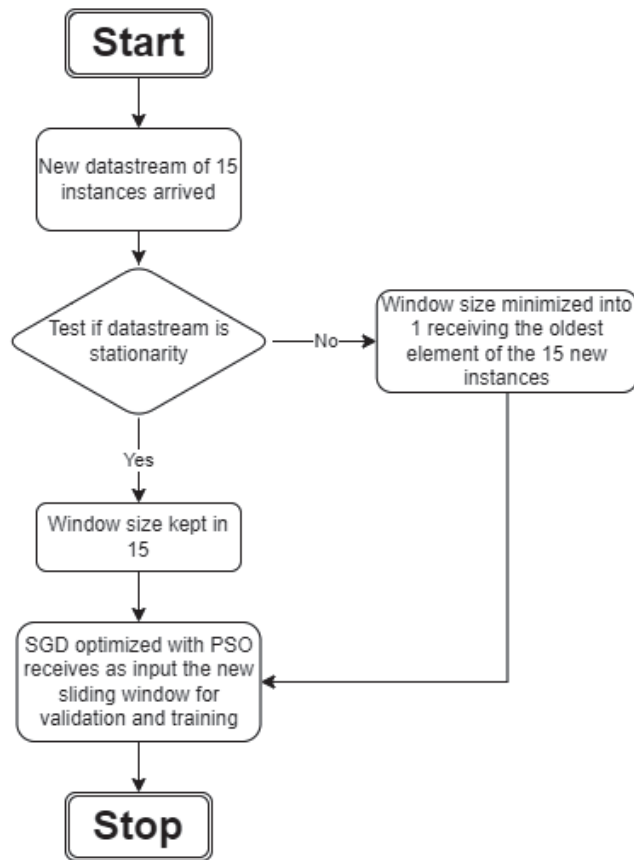 Start
New datastream of 15
instances arrived
Test if datastream is
stationarity
No
Window size minimized into
1 receiving the oldest
element of the 15 new
instances
Yes
Window size kept in
15
SGD optimized with PSO
receives as input the new
sliding window for
validation and training
Stop